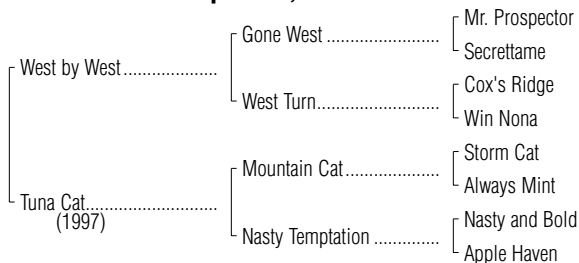 Mr. Prospector
Gone West
Secrettame
West by West
Cox's Ridge
West Turn
Win Nona
Storm Cat
Mountain Cat
Always Mint
Tuna Cat
(1997)
Nasty and Bold
Nasty Temptation
Apple Haven